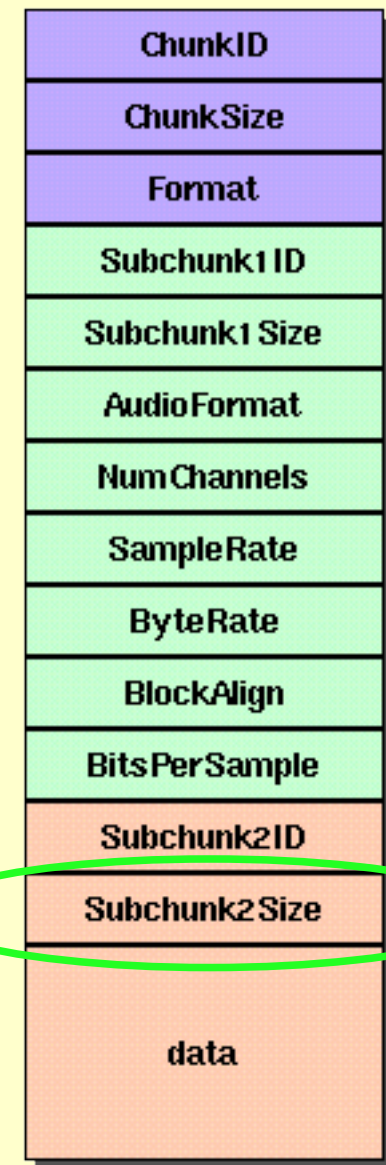 ChunkID
ChunkSize
Format
Subchunk1ID
Subchunk1Size
AudioFormat
NumChannels
SampleRate
ByteRate
BlockAlign
BitsPerSample
Subchunk2ID
Subchunk2Size
data